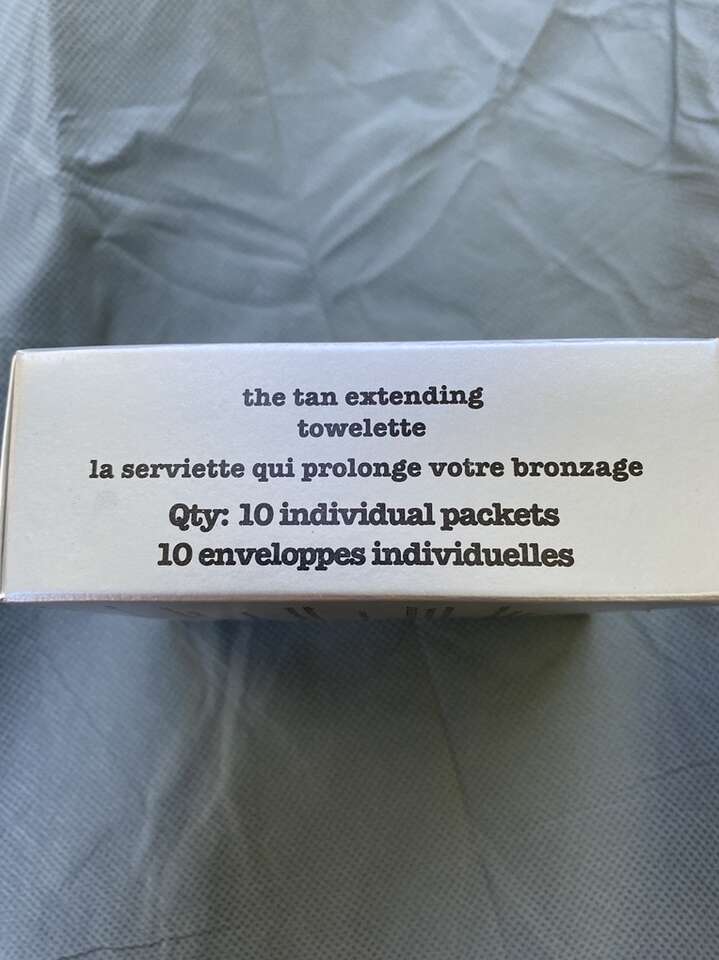 the tan extending
towelette
la serviette qui prolonge votre bronzage
Qty: 10 individual packets
10 enveloppes individuelles